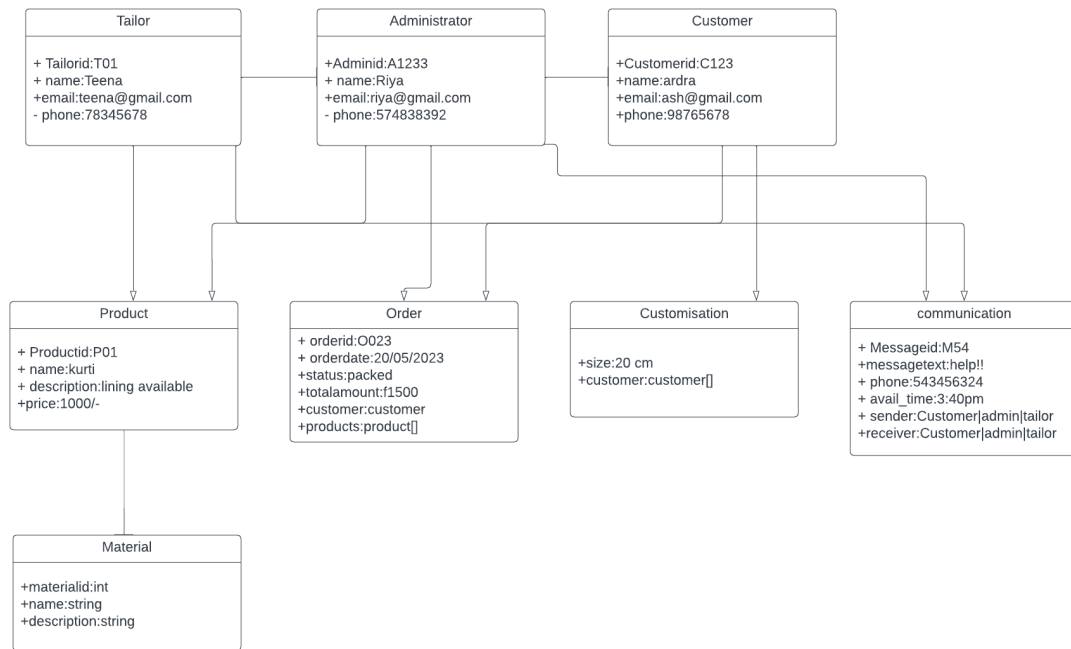 Tailor
+ Tailorid:T01
+ name:Teena
+email:teena@gmail.com
- phone:78345678
Administrator
+Adminid:A1233
+ name:Riya
+email:riya@gmail.com
- phone:574838392
Customer
+Customerid:C123
+name:ardra
+email:ash@gmail.com
+phone:98765678
Product
+ Productid:P01
+ name:kurti
+ description:lining available
+price:1000/-
Order
+ orderid:O023
+ orderdate:20/05/2023
+status:packed
+totalamount:f1500
+customer:customer
+products:product[]
Customisation
+size:20 cm
+customer:customer[]
communication
+ Messageid:M54
+messagetext:help!!
+ phone:543456324
+ avail_time:3:40pm
+ sender:Customer|admin|tailor
+receiver:Customer|admin|tailor
Material
+materialid:int
+name:string
+description:string